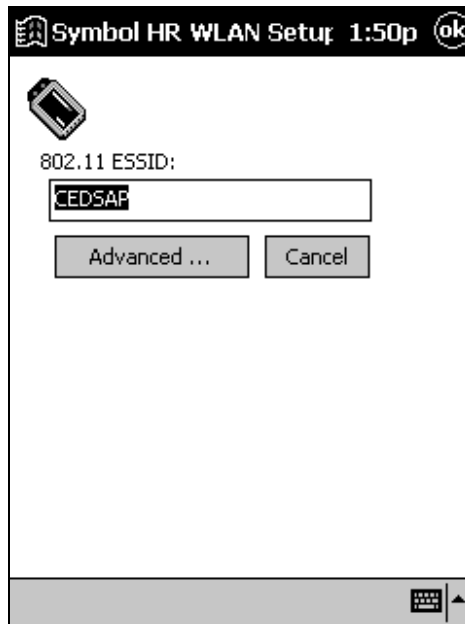 Symbol HR WLAN Setup 1:50p ok
802.11 ESSID:
CEDSAP
Advanced ... Cancel